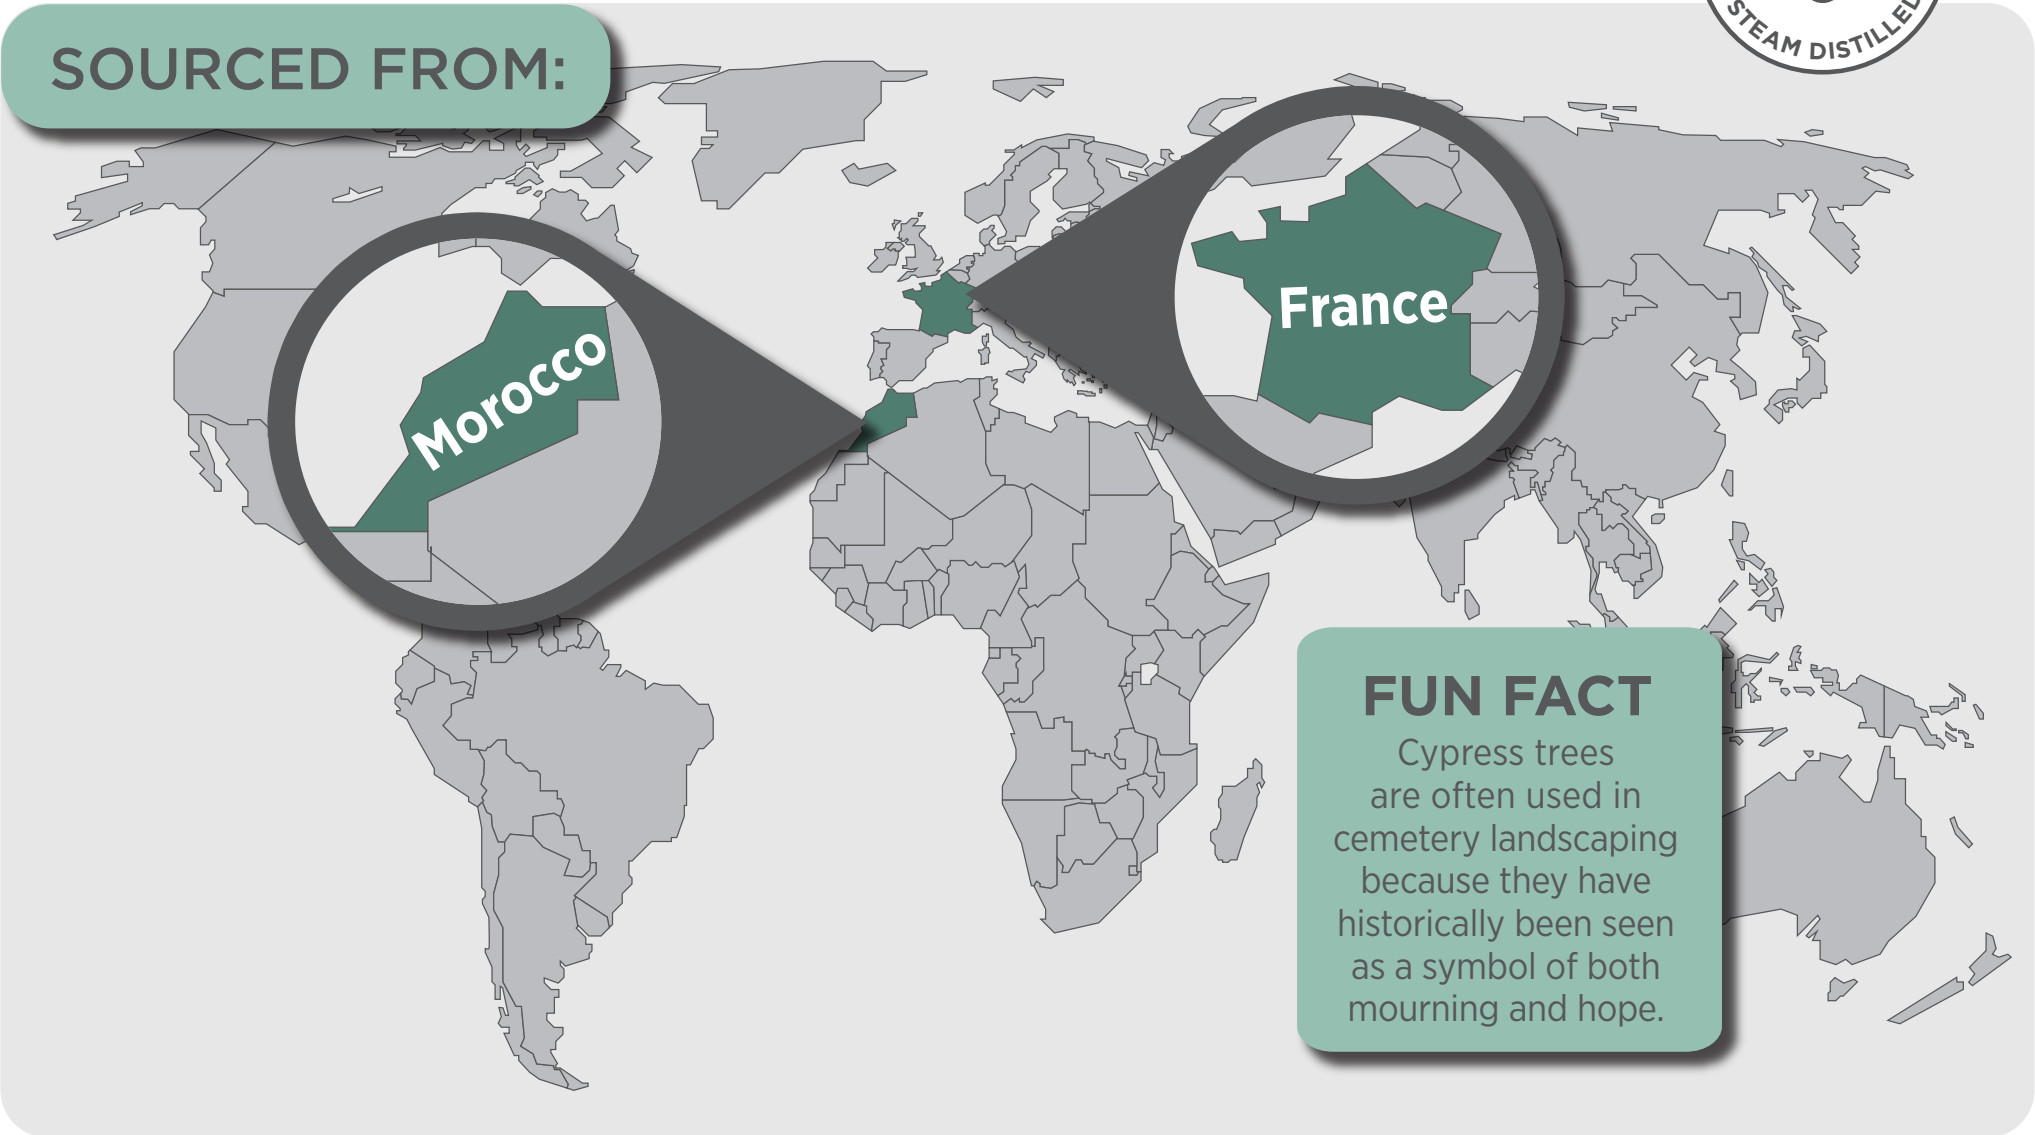 SOURCED FROM:
STEAM DISTILLED
Morocco
France
FUN FACT
Cypress trees
are often used in
cemetery landscaping
because they have
historically been seen
as a symbol of both
mourning and hope.